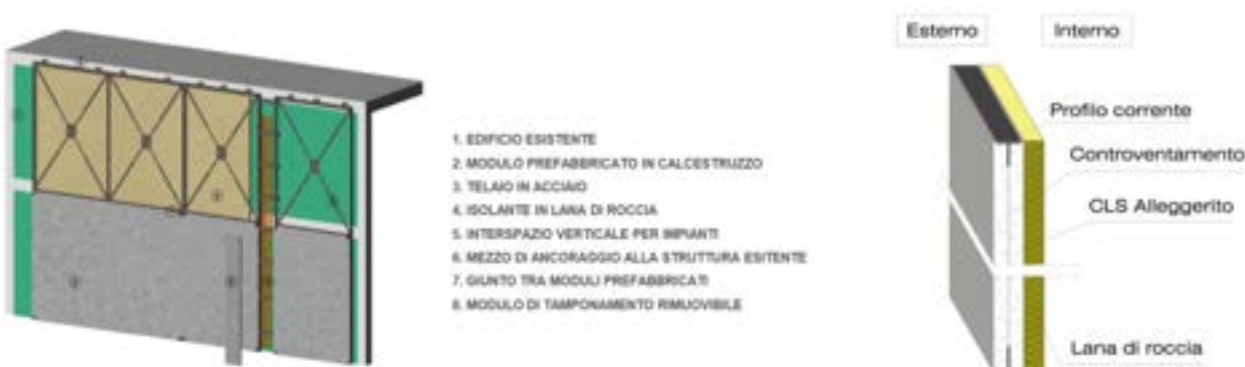 1. EDIFICIO ESISTENTE
2. MODULO PREFABBRICATO IN CALCESTRUZZO
3. TELAIO IN ACCIAIO
4. ISOLANTE IN LANA DI ROCCIA
5. INTERSPAZIO VERTICALE PER IMPIANTI
6. MEZZO DI ANCORAGGIO ALLA STRUTTURA ESITENTE
7. GIUNTO TRA MODULI PREFABBRICATI
8. MODULO DI TAMPONAMENTO RIMUOVIBILE
Esterno
Interno
Profilo corrente
Controventamento
CLS Alleggerito
Lana di roccia